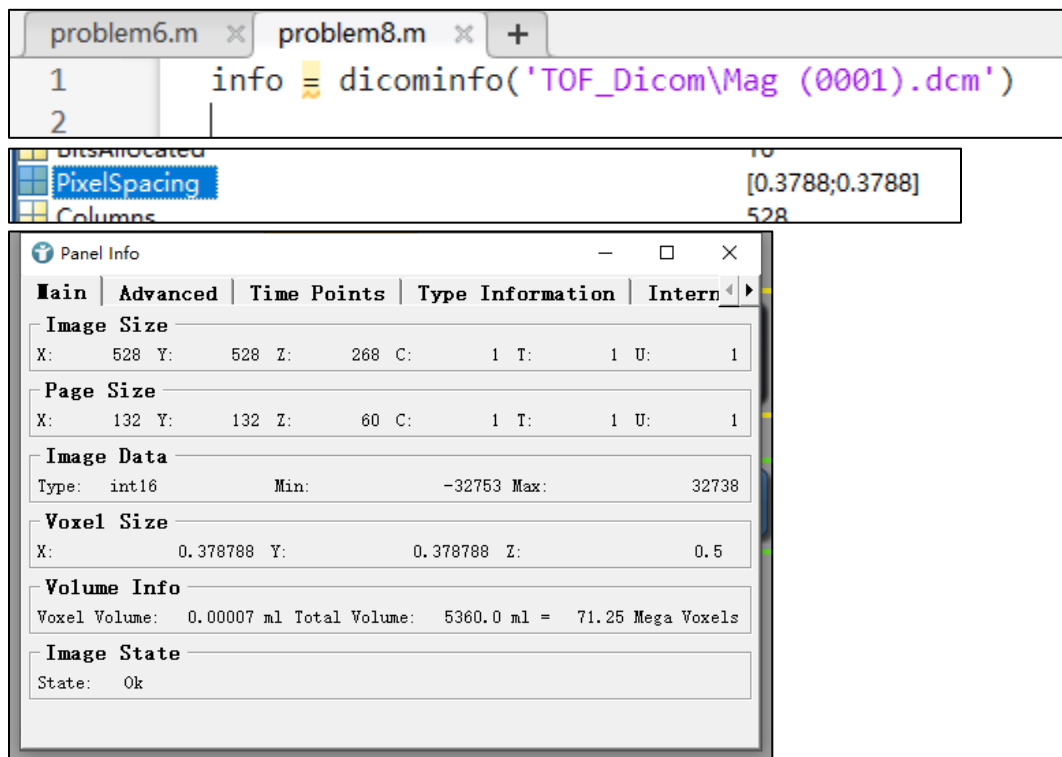 problem6.m × problem8.m × +
1 info = dicominfo('TOF_Dicom\Mag (0001).dcm')
2
BitsAllocated 16
PixelSpacing [0.3788;0.3788]
Columns 528
Panel Info
Main Advanced Time Points Type Information Intern
Image Size
X: 528 Y: 528 Z: 268 C: 1 T: 1 U: 1
Page Size
X: 132 Y: 132 Z: 60 C: 1 T: 1 U: 1
Image Data
Type: int16 Min: -32753 Max: 32738
Voxel Size
X: 0.378788 Y: 0.378788 Z: 0.5
Volume Info
Voxel Volume: 0.00007 ml Total Volume: 5360.0 ml = 71.25 Mega Voxels
Image State
State: Ok